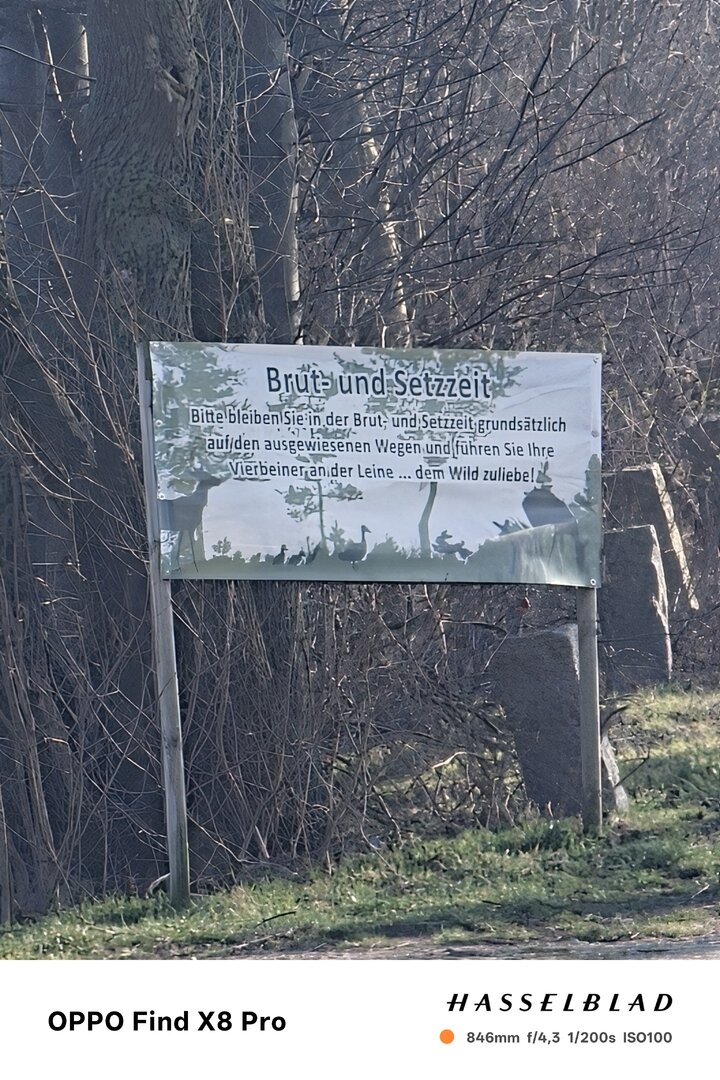 Brut- und Setzzeit
Bitte bleiben Sie in der Brut- und Setzzeit grundsätzlich
auf den ausgewiesenen Wegen und führen Sie Ihre
Vierbeiner an der Leine ... dem Wild zuliebe!
OPPO Find X8 Pro
HASSELBLAD
846mm f/4,3 1/200s ISO100